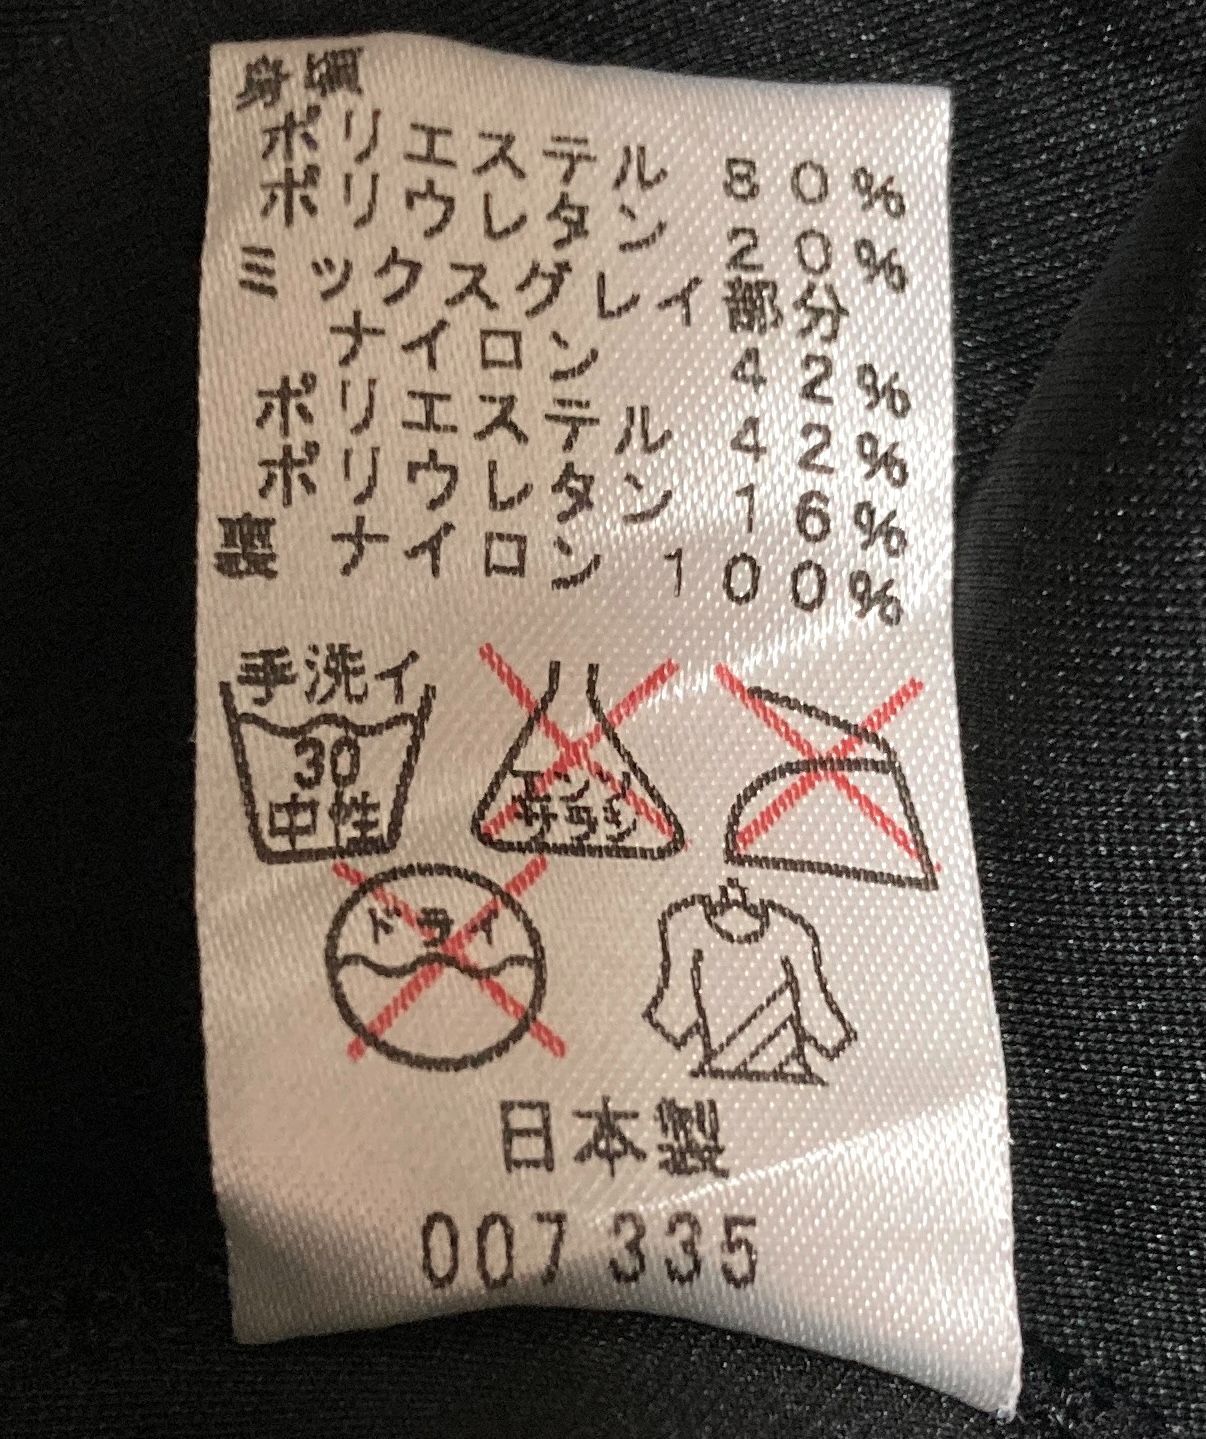 身頃
ポリエステル 80%
ポリウレタン 20%
ミックスグレイ部分
ナイロン 42%
ポリエステル 42%
ポリウレタン 16%
裏 ナイロン 100%
手洗イ
30
中性
エンソ
サラシ
ドライ
日本製
007335